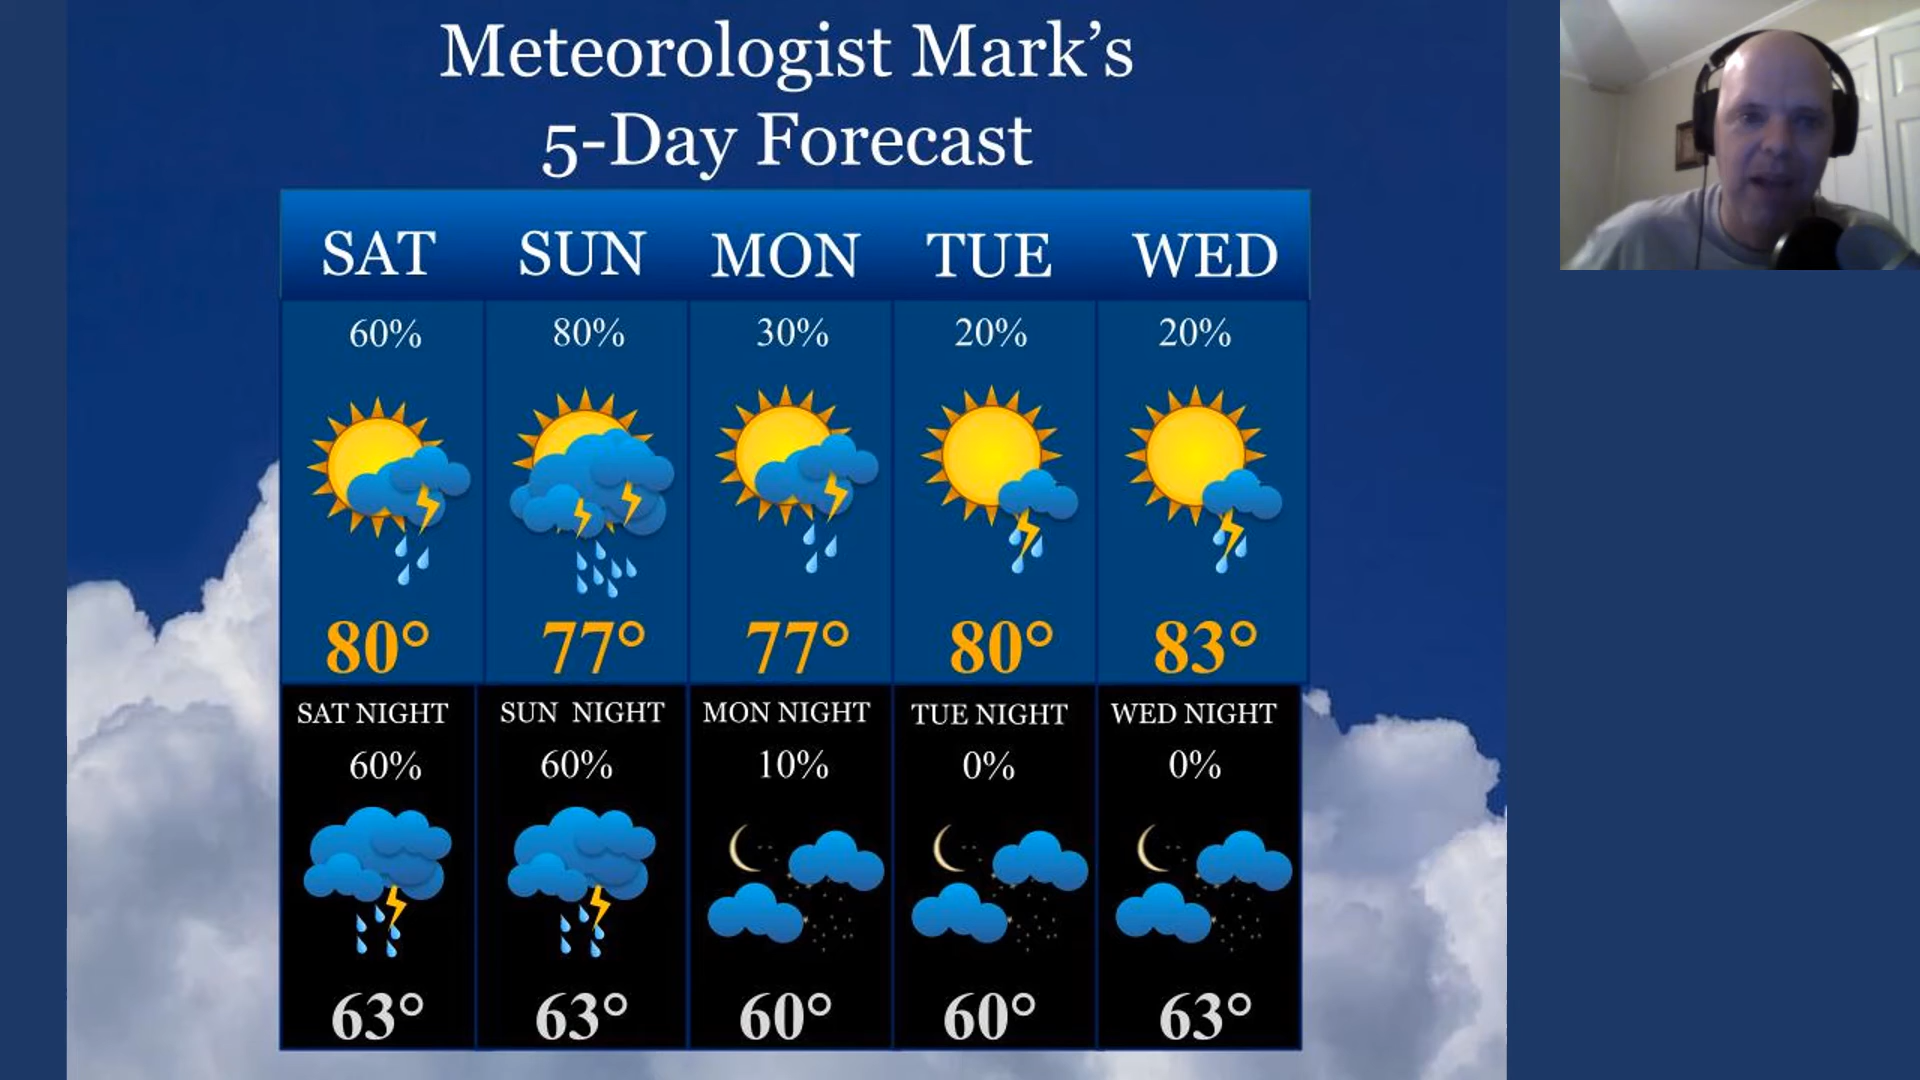 Meteorologist Mark’s
5-Day Forecast
SAT SUN MON TUE WED
60% 80% 30% 20% 20%
80° 77° 77° 80° 83°
SAT NIGHT SUN NIGHT MON NIGHT TUE NIGHT WED NIGHT
60% 60% 10% 0% 0%
63° 63° 60° 60° 63°